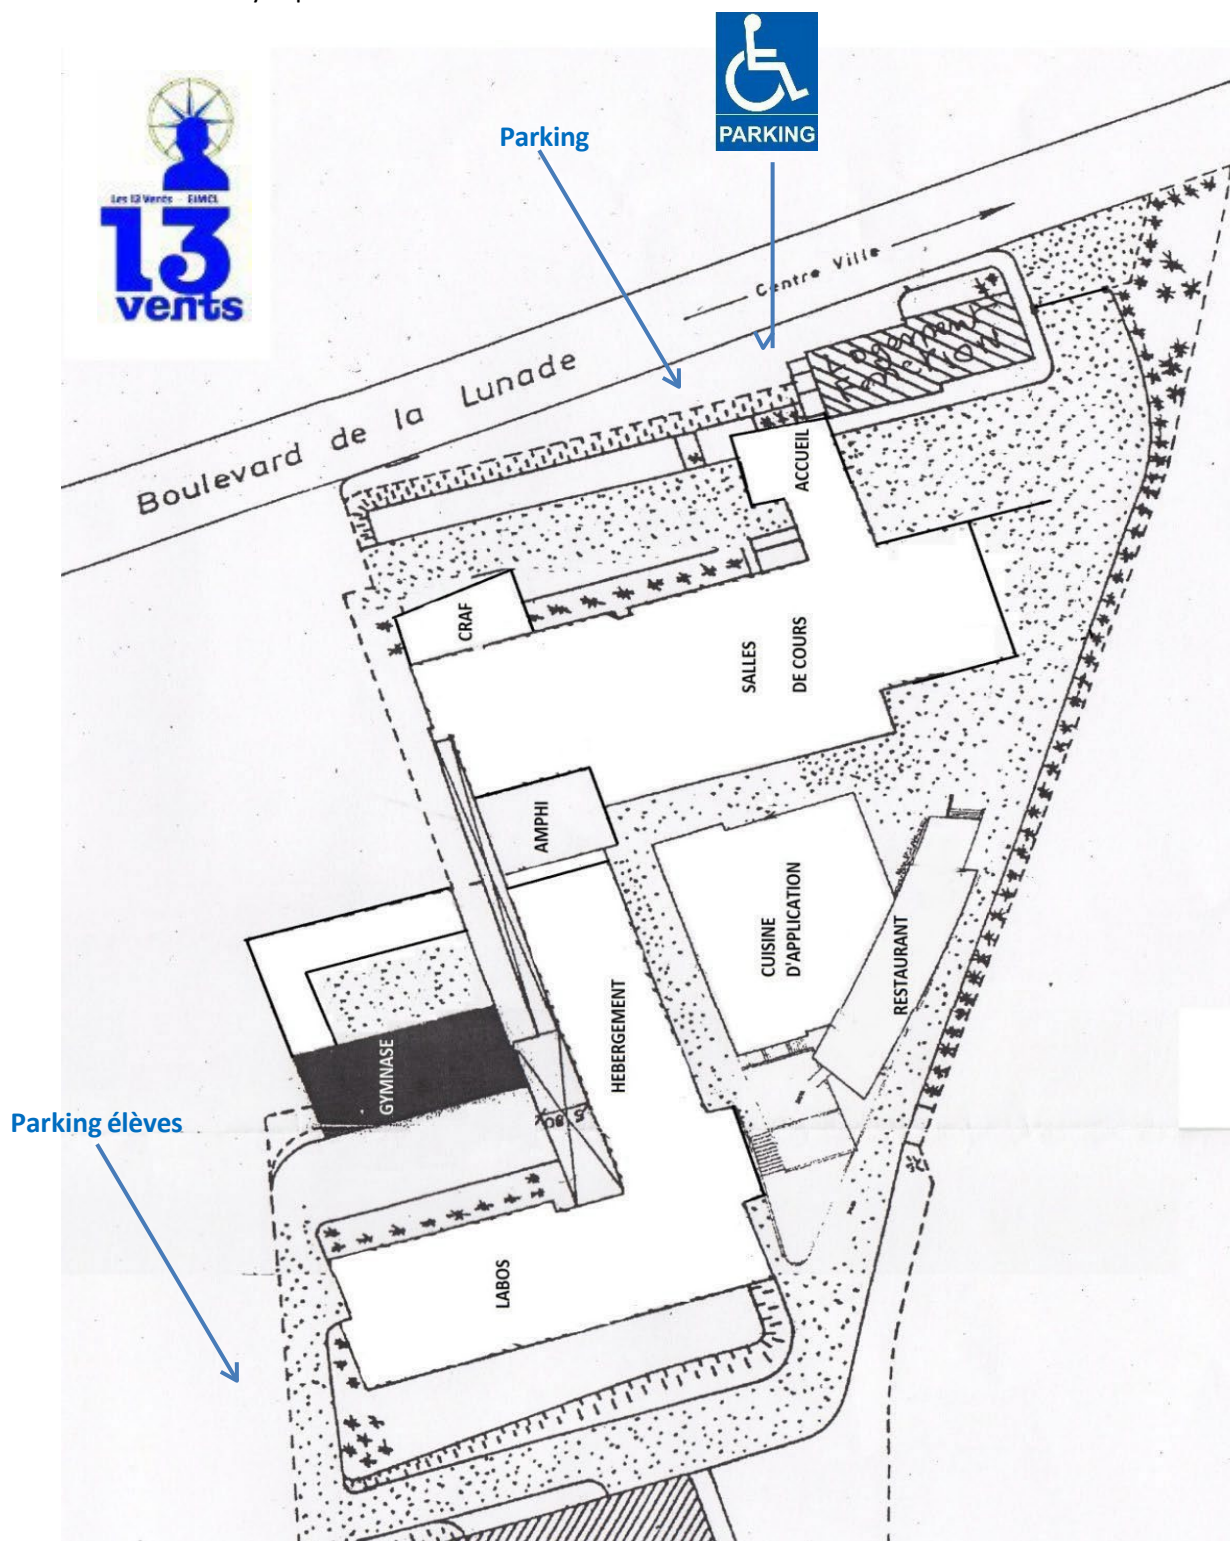 PARKING
Parking
Les 13 Vents - EIMCL
13
vents
Centre Ville
Boulevard de la Lunade
ACCUEIL
CRAF
SALLES
DE COURS
AMPHI
CUISINE
D'APPLICATION
RESTAURANT
HEBERGEMENT
GYMNASE
Parking élèves
LABOS